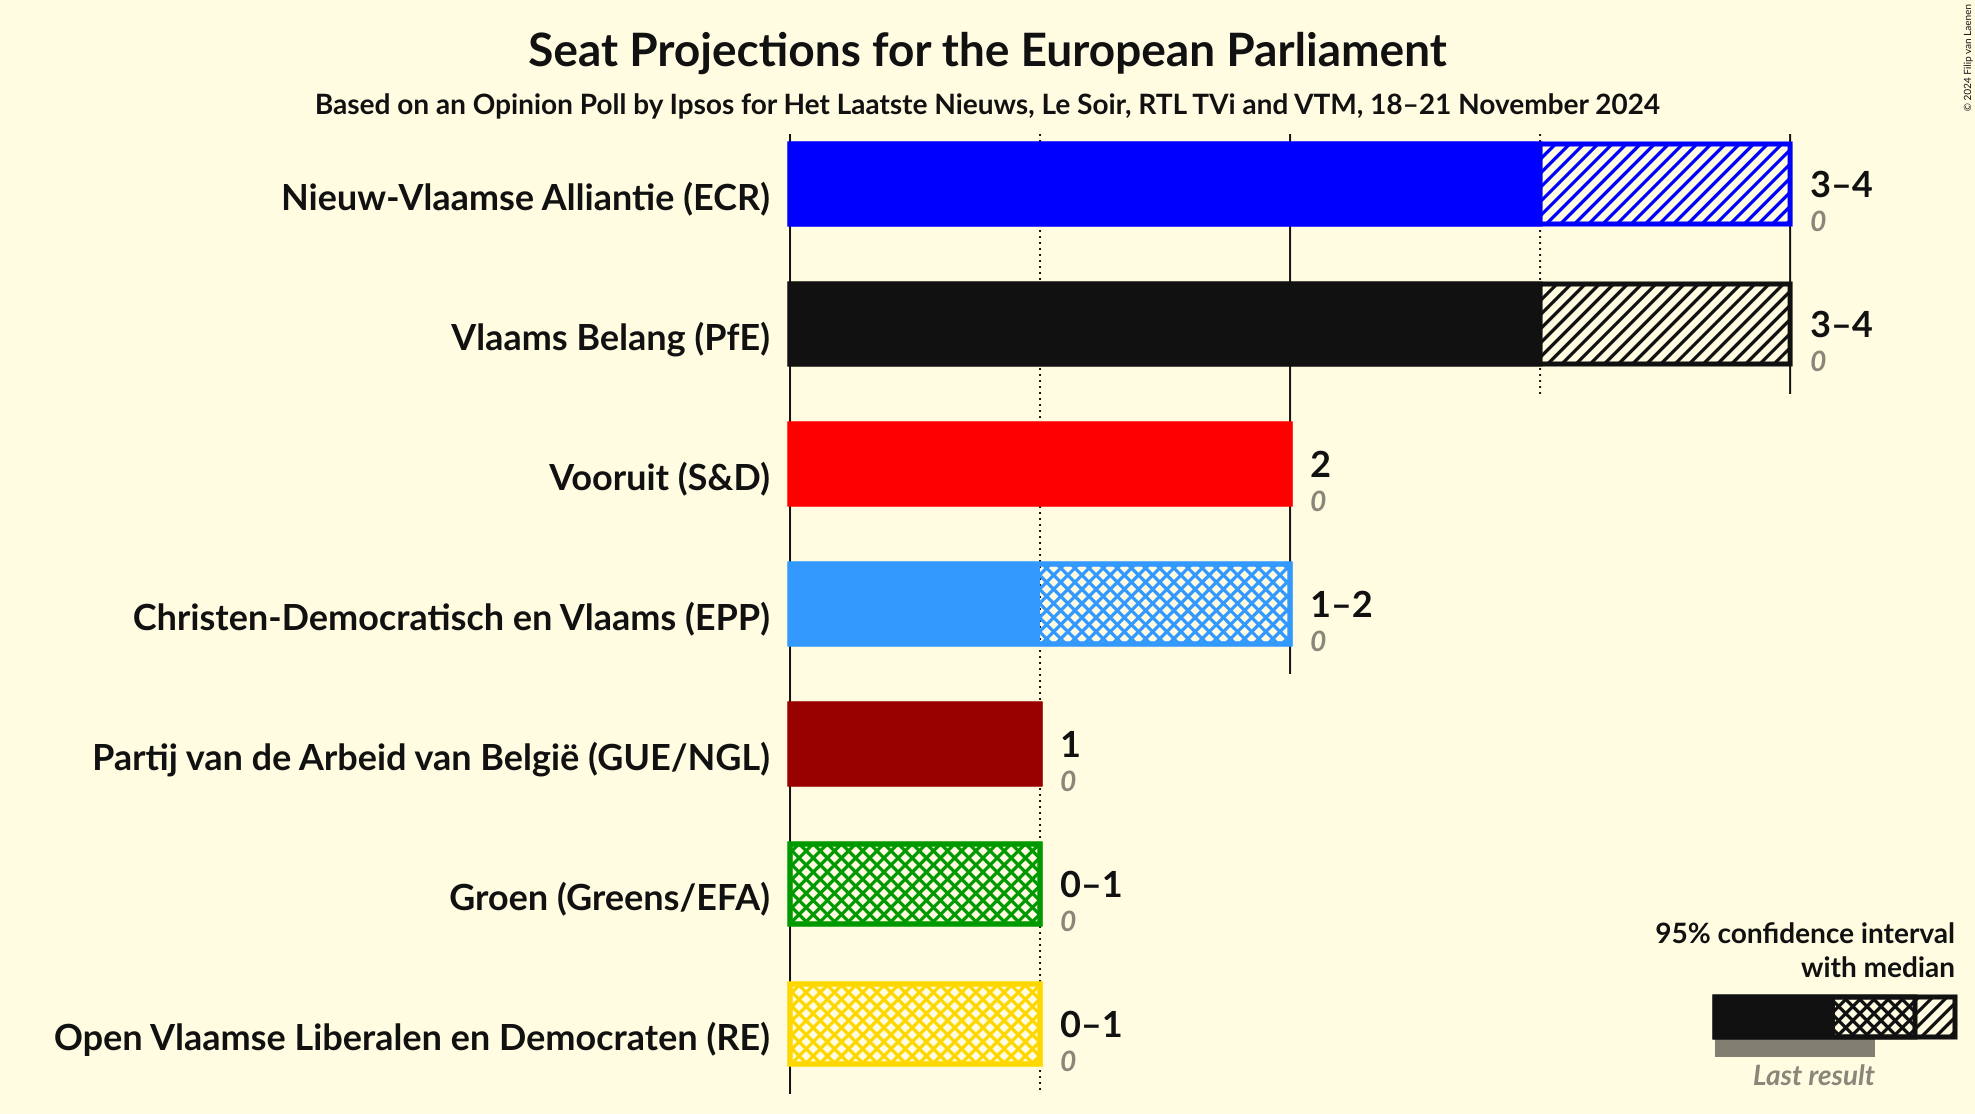 Seat Projections for the European Parliament
Based on an Opinion Poll by Ipsos for Het Laatste Nieuws, Le Soir, RTL TVi and VTM, 18–21 November 2024
© 2024 Filip van Laenen
Nieuw-Vlaamse Alliantie (ECR)
3–4
0
Vlaams Belang (PfE)
3–4
0
Vooruit (S&D)
2
0
Christen-Democratisch en Vlaams (EPP)
1–2
0
Partij van de Arbeid van België (GUE/NGL)
1
0
Groen (Greens/EFA)
0–1
0
Open Vlaamse Liberalen en Democraten (RE)
0–1
0
95% confidence interval
with median
Last result